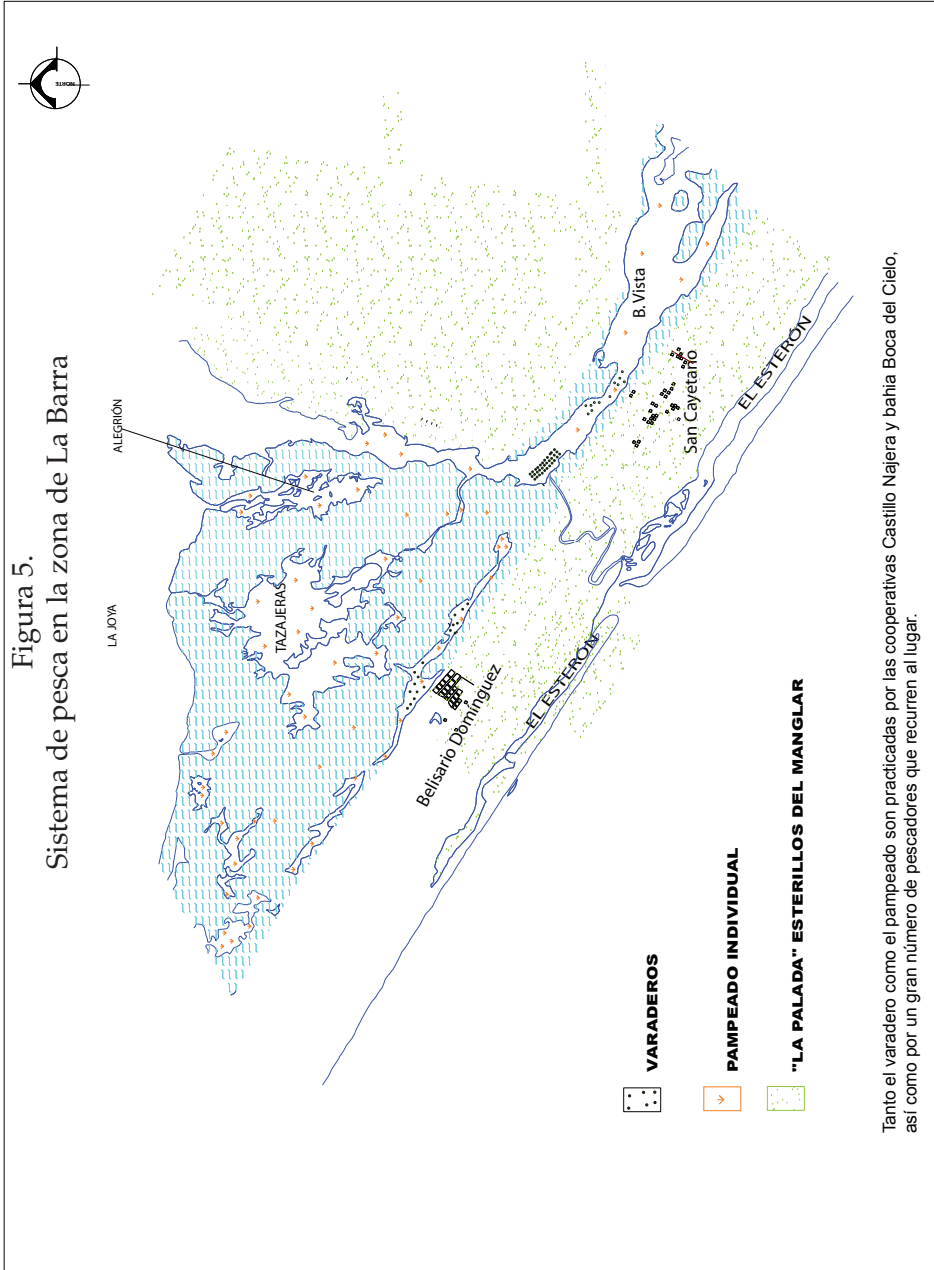 Figura 5.
Sistema de pesca en la zona de La Barra
NORTE
LA JOYA
ALEGRIÓN
TAZAJERAS
B.Vista
San Cayetano
EL ESTERÓN
Belisario Domínguez
EL ESTERÓN
VARADEROS
PAMPEADO INDIVIDUAL
"LA PALADA" ESTERILLOS DEL MANGLAR
Tanto el varadero como el pampeado son practicadas por las cooperativas Castillo Najera y bahia Boca del Cielo,
así como por un gran número de pescadores que recurren al lugar.